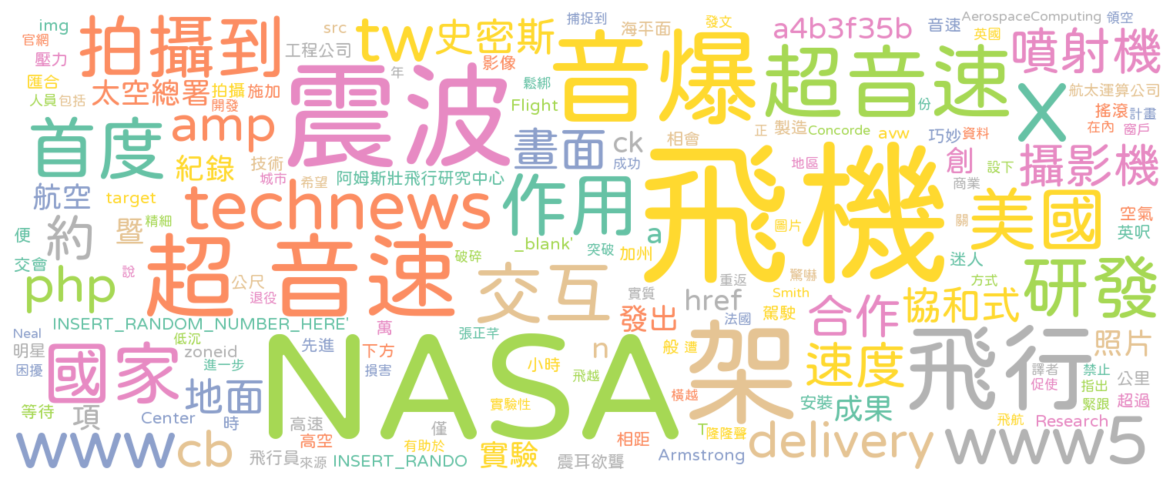 捕捉到 海平面 發文 音速 AerospaceComputing 領空
img 官網 拍攝到 src tw 史密斯 音爆 a4b3f35b 英國 噴射機
壓力 工程公司 影像 超音速 X
匯合 太空總署 拍攝 施加 年 鬆綁 航太運算公司
人員 包括 開發 震波 Flight 份 搖滾 計畫
首度 amp 畫面 ck 相會 正 製造 Concorde avw 巧妙 資料 在內 窗戶
紀錄 技術 成功 地區 創 設下 攝影機
航空 target 城市 希望 阿姆斯壯飛行研究中心 飛機 商業
technews 作用 美國 空氣
便 約 暨 精細 _blank' 突破 a 加州 圖片 關 英呎
交會 說 破碎 迷人
php 公尺 超 音速 交互 實質 href 重返 驚嚇 方式 研發
退役 Smith 協和式
INSERT_RANDOM_NUMBER_HERE' 萬 張正芊 發出 法國 駕駛 合作
Neal 明星 低沉 先進 n 架 飛行 照片
困擾 國家 zoneid 進一步 下方 小時 般 遭 速度 譯者 禁止
損害 NASA 飛越 促使 指出 公里
地面 實驗性 橫越 安裝 緊跟 超過
等待 項 Center 時 高速 僅 成果 飛航 Research
www cb 高空 有助於 相距 T 隆隆聲 delivery www5
飛行員 來源 INSERT_RANDO 實驗 震耳欲聾 Armstrong